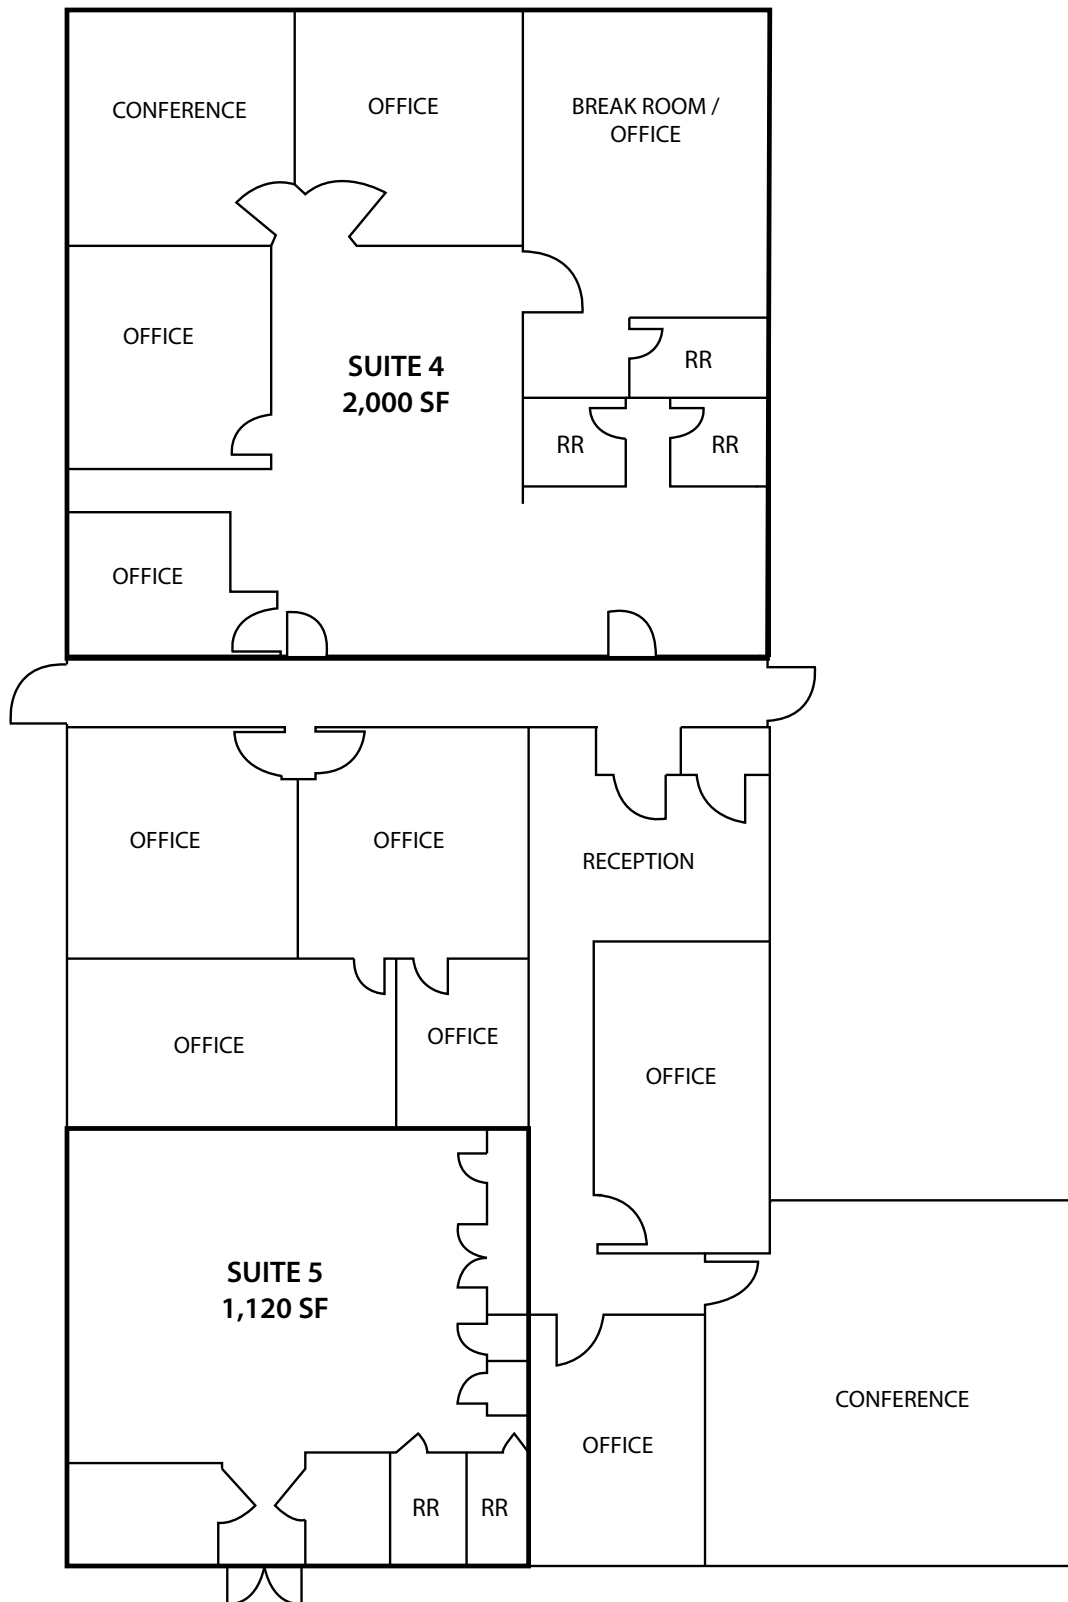 CONFERENCE
OFFICE
BREAK ROOM /
OFFICE
OFFICE
SUITE 4
2,000 SF
RR
RR
RR
OFFICE
OFFICE
OFFICE
RECEPTION
OFFICE
OFFICE
OFFICE
SUITE 5
1,120 SF
CONFERENCE
OFFICE
RR
RR